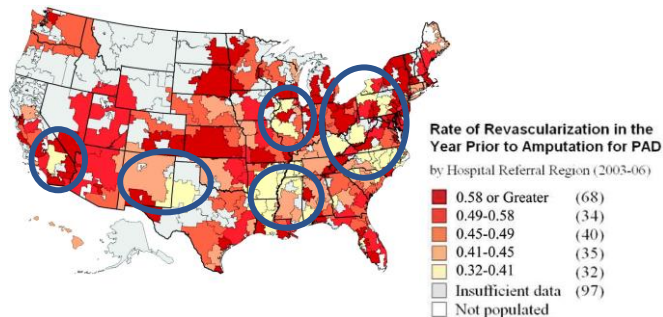 Rate of Revascularization in the
Year Prior to Amputation for PAD
by Hospital Referral Region (2003-06)
0.58 or Greater (68)
0.49-0.58 (34)
0.45-0.49 (40)
0.41-0.45 (35)
0.32-0.41 (32)
Insufficient data (97)
Not populated